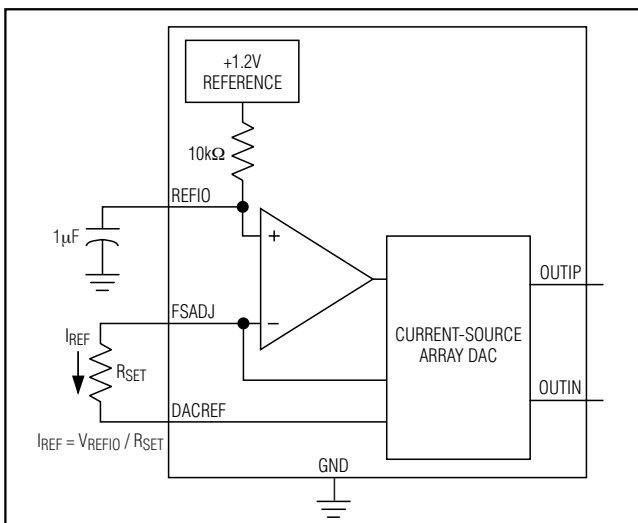 +1.2V
REFERENCE
10kΩ
REFIO
1μF
+
OUTIP
FSADJ
−
CURRENT-SOURCE
ARRAY DAC
IREF
RSET
OUTIN
DACREF
IREF = VREFIO / RSET
GND